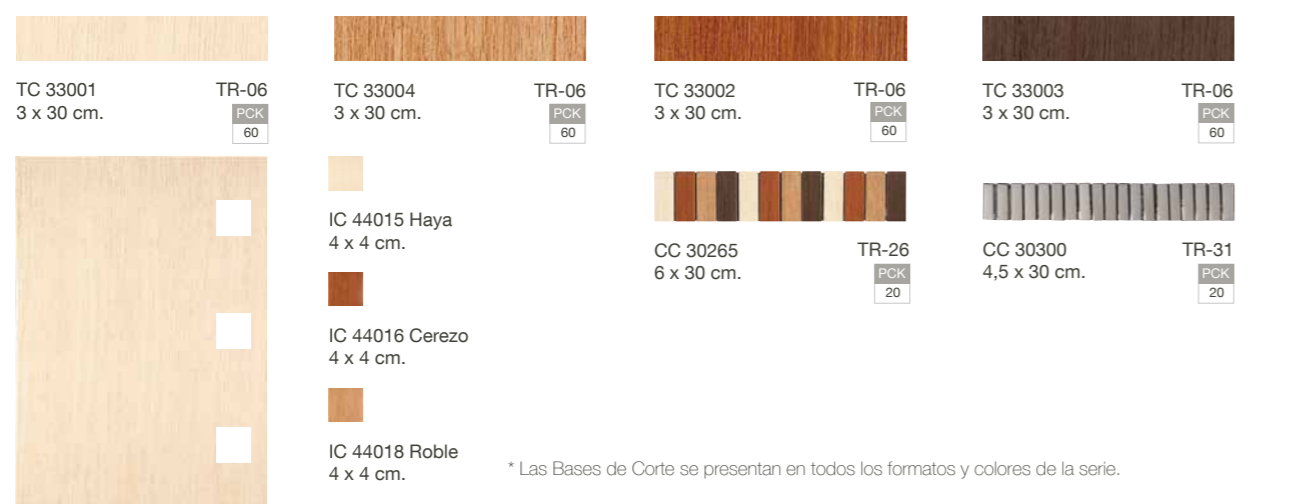 TC 33001 TR-06
3 x 30 cm. PCK
60
TC 33004 TR-06
3 x 30 cm. PCK
60
TC 33002 TR-06
3 x 30 cm. PCK
60
TC 33003 TR-06
3 x 30 cm. PCK
60
IC 44015 Haya
4 x 4 cm.
IC 44016 Cerezo
4 x 4 cm.
IC 44018 Roble
4 x 4 cm.
CC 30265 TR-26
6 x 30 cm. PCK
20
CC 30300 TR-31
4,5 x 30 cm. PCK
20
* Las Bases de Corte se presentan en todos los formatos y colores de la serie.